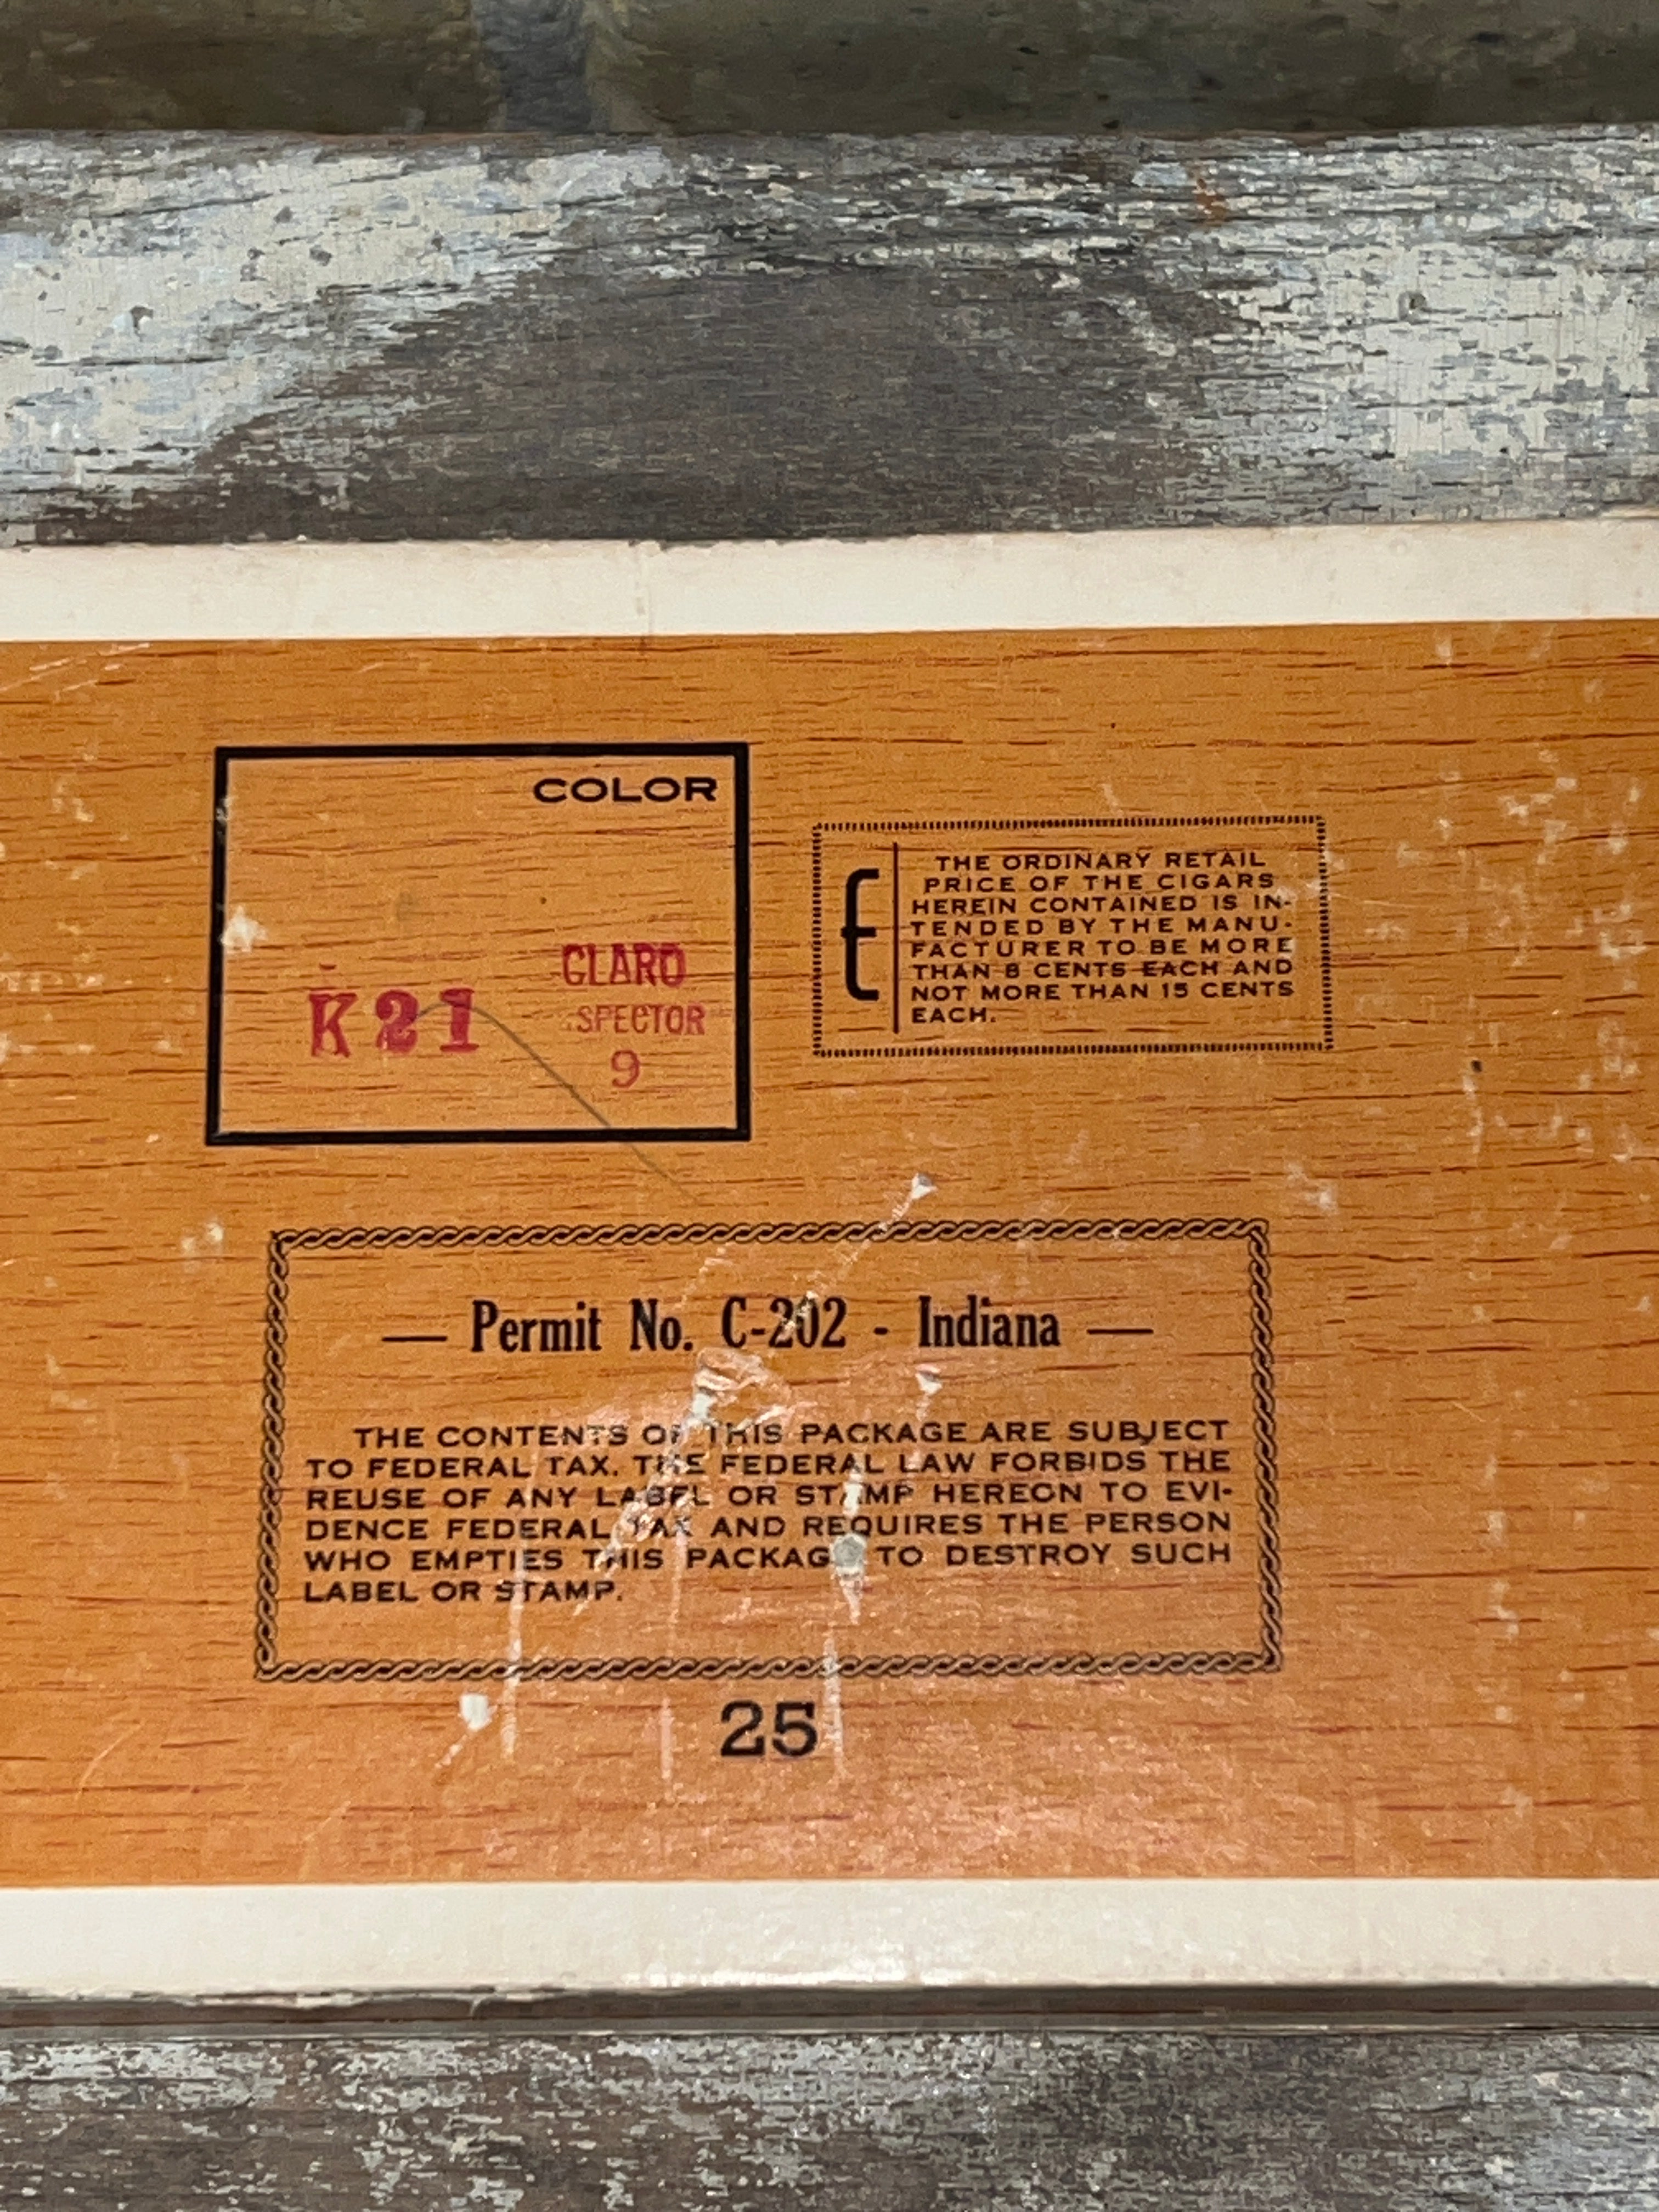 COLOR
K 21
CLARO
SPECTOR
9
E
THE ORDINARY RETAIL
PRICE OF THE CIGARS
HEREIN CONTAINED IS IN-
TENDED BY THE MANU-
FACTURER TO BE MORE
THAN 8 CENTS EACH AND
NOT MORE THAN 15 CENTS
EACH.
— Permit No. C-202 - Indiana —
THE CONTENTS OF THIS PACKAGE ARE SUBJECT
TO FEDERAL TAX. THE FEDERAL LAW FORBIDS THE
REUSE OF ANY LABEL OR STAMP HEREON TO EVI-
DENCE FEDERAL TAX AND REQUIRES THE PERSON
WHO EMPTIES THIS PACKAGE TO DESTROY SUCH
LABEL OR STAMP.
25